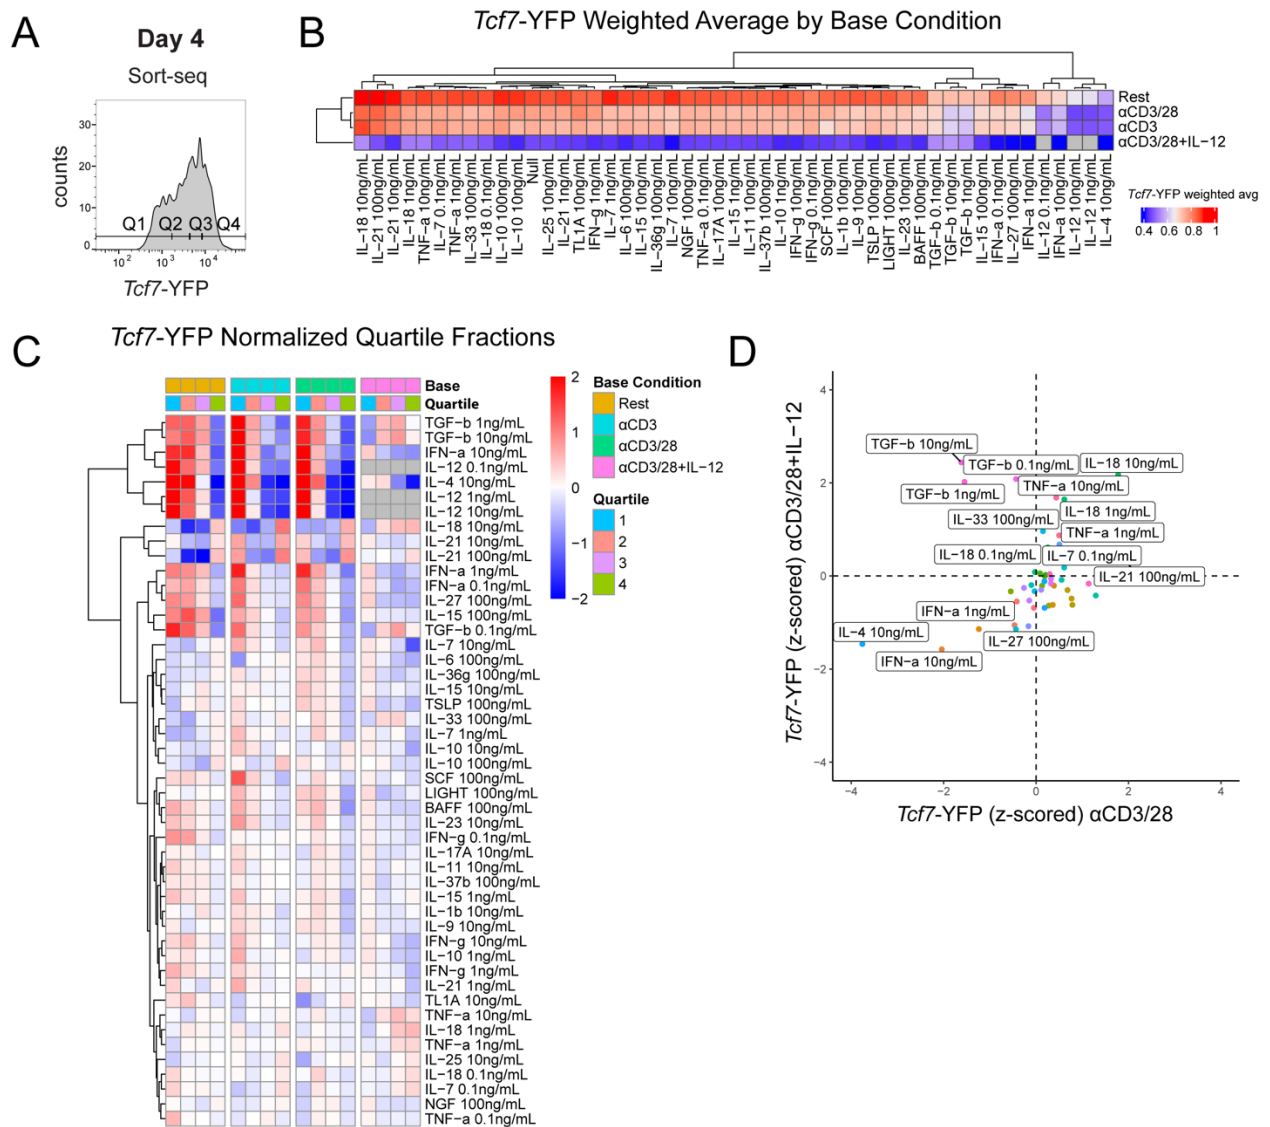 A
Day 4
Sort-seq
30
20
10
0
counts
Q1 Q2 Q3 Q4
10² 10³ 10⁴
Tcf7-YFP
B
Tcf7-YFP Weighted Average by Base Condition
Rest
αCD3/28
αCD3
αCD3/28+IL−12
IL−18 10ng/mL
IL−21 100ng/mL
IL−21 10ng/mL
IL−18 1ng/mL
TNF−a 10ng/mL
IL−7 0.1ng/mL
TNF−a 1ng/mL
IL−33 100ng/mL
IL−18 0.1ng/mL
IL−10 100ng/mL
IL−10 10ng/mL
Null
IL−25 10ng/mL
IL−21 1ng/mL
TL1A 10ng/mL
IFN−g 1ng/mL
IL−7 1ng/mL
IL−6 100ng/mL
IL−15 10ng/mL
IL−36g 100ng/mL
IL−7 10ng/mL
NGF 100ng/mL
TNF−a 0.1ng/mL
IL−17A 10ng/mL
IL−15 1ng/mL
IL−11 10ng/mL
IL−37b 100ng/mL
IL−10 1ng/mL
IFN−g 10ng/mL
IFN−g 0.1ng/mL
SCF 100ng/mL
IL−1b 10ng/mL
IL−9 10ng/mL
TSLP 100ng/mL
LIGHT 100ng/mL
IL−23 10ng/mL
BAFF 100ng/mL
TGF−b 0.1ng/mL
TGF−b 10ng/mL
TGF−b 1ng/mL
IL−15 100ng/mL
IFN−a 0.1ng/mL
IL−27 100ng/mL
IFN−a 1ng/mL
IL−12 0.1ng/mL
IFN−a 10ng/mL
IL−12 10ng/mL
IL−12 1ng/mL
IL−4 10ng/mL
Tcf7−YFP weighted avg
0.4 0.6 0.8 1
C
Tcf7-YFP Normalized Quartile Fractions
Base
Quartile
TGF−b 1ng/mL
TGF−b 10ng/mL
IFN−a 10ng/mL
IL−12 0.1ng/mL
IL−4 10ng/mL
IL−12 1ng/mL
IL−12 10ng/mL
IL−18 10ng/mL
IL−21 10ng/mL
IL−21 100ng/mL
IFN−a 1ng/mL
IFN−a 0.1ng/mL
IL−27 100ng/mL
IL−15 100ng/mL
TGF−b 0.1ng/mL
IL−7 10ng/mL
IL−6 100ng/mL
IL−36g 100ng/mL
IL−15 10ng/mL
TSLP 100ng/mL
IL−33 100ng/mL
IL−7 1ng/mL
IL−10 10ng/mL
IL−10 100ng/mL
SCF 100ng/mL
LIGHT 100ng/mL
BAFF 100ng/mL
IL−23 10ng/mL
IFN−g 0.1ng/mL
IL−17A 10ng/mL
IL−11 10ng/mL
IL−37b 100ng/mL
IL−15 1ng/mL
IL−1b 10ng/mL
IL−9 10ng/mL
IFN−g 10ng/mL
IL−10 1ng/mL
IFN−g 1ng/mL
IL−21 1ng/mL
TL1A 10ng/mL
TNF−a 10ng/mL
IL−18 1ng/mL
TNF−a 1ng/mL
IL−25 10ng/mL
IL−18 0.1ng/mL
IL−7 0.1ng/mL
NGF 100ng/mL
TNF−a 0.1ng/mL
2
1
0
−1
−2
Base Condition
Rest
αCD3
αCD3/28
αCD3/28+IL−12
Quartile
1
2
3
4
D
Tcf7-YFP (z-scored) αCD3/28+IL−12
4
2
0
−2
−4
TGF−b 10ng/mL
TGF−b 0.1ng/mL
IL−18 10ng/mL
TGF−b 1ng/mL
TNF−a 10ng/mL
IL−33 100ng/mL
IL−18 1ng/mL
TNF−a 1ng/mL
IL−18 0.1ng/mL
IL−7 0.1ng/mL
IL−21 100ng/mL
IFN−a 1ng/mL
IL−4 10ng/mL
IL−27 100ng/mL
IFN−a 10ng/mL
−4 −2 0 2 4
Tcf7-YFP (z-scored) αCD3/28